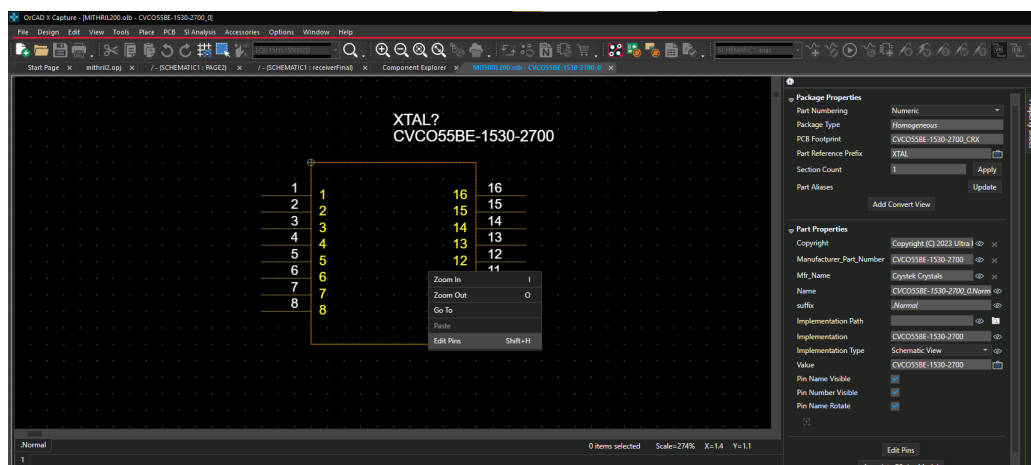 OrCAD X Capture - [MITHRIL200.olb - CVCO55BE-1530-2700_0]
File Design Edit View Tools Place PCB SI Analysis Accessories Options Window Help
EGG15H515N002D
SCHEMATIC1-bias
Start Page mithril2.opj / - (SCHEMATIC1 : PAGE2) / - (SCHEMATIC1 : receiverFinal) Component Explorer MITHRIL200.olb - CVCO55BE-1530-2700_0
XTAL?
CVCO55BE-1530-2700
1 1 16 16
2 2 15 15
3 3 14 14
4 4 13 13
5 5 12 12
6 6 11
7 7
8 8
Zoom In I
Zoom Out O
Go To
Paste
Edit Pins Shift+H
Package Properties
Part Numbering Numeric
Package Type Homogeneous
PCB Footprint CVCO55BE-1530-2700_CRX
Part Reference Prefix XTAL
Section Count 1 Apply
Part Aliases Update
Add Convert View
Part Properties
Copyright Copyright (C) 2023 Ultra
Manufacturer_Part_Number CVCO55BE-1530-2700
Mfr_Name Crystek Crystals
Name CVCO55BE-1530-2700_0.Norm
suffix .Normal
Implementation Path
Implementation CVCO55BE-1530-2700
Implementation Type Schematic View
Value CVCO55BE-1530-2700
Pin Name Visible
Pin Number Visible
Pin Name Rotate
Edit Pins
.Normal
0 items selected Scale=274% X=1.4 Y=1.1
1